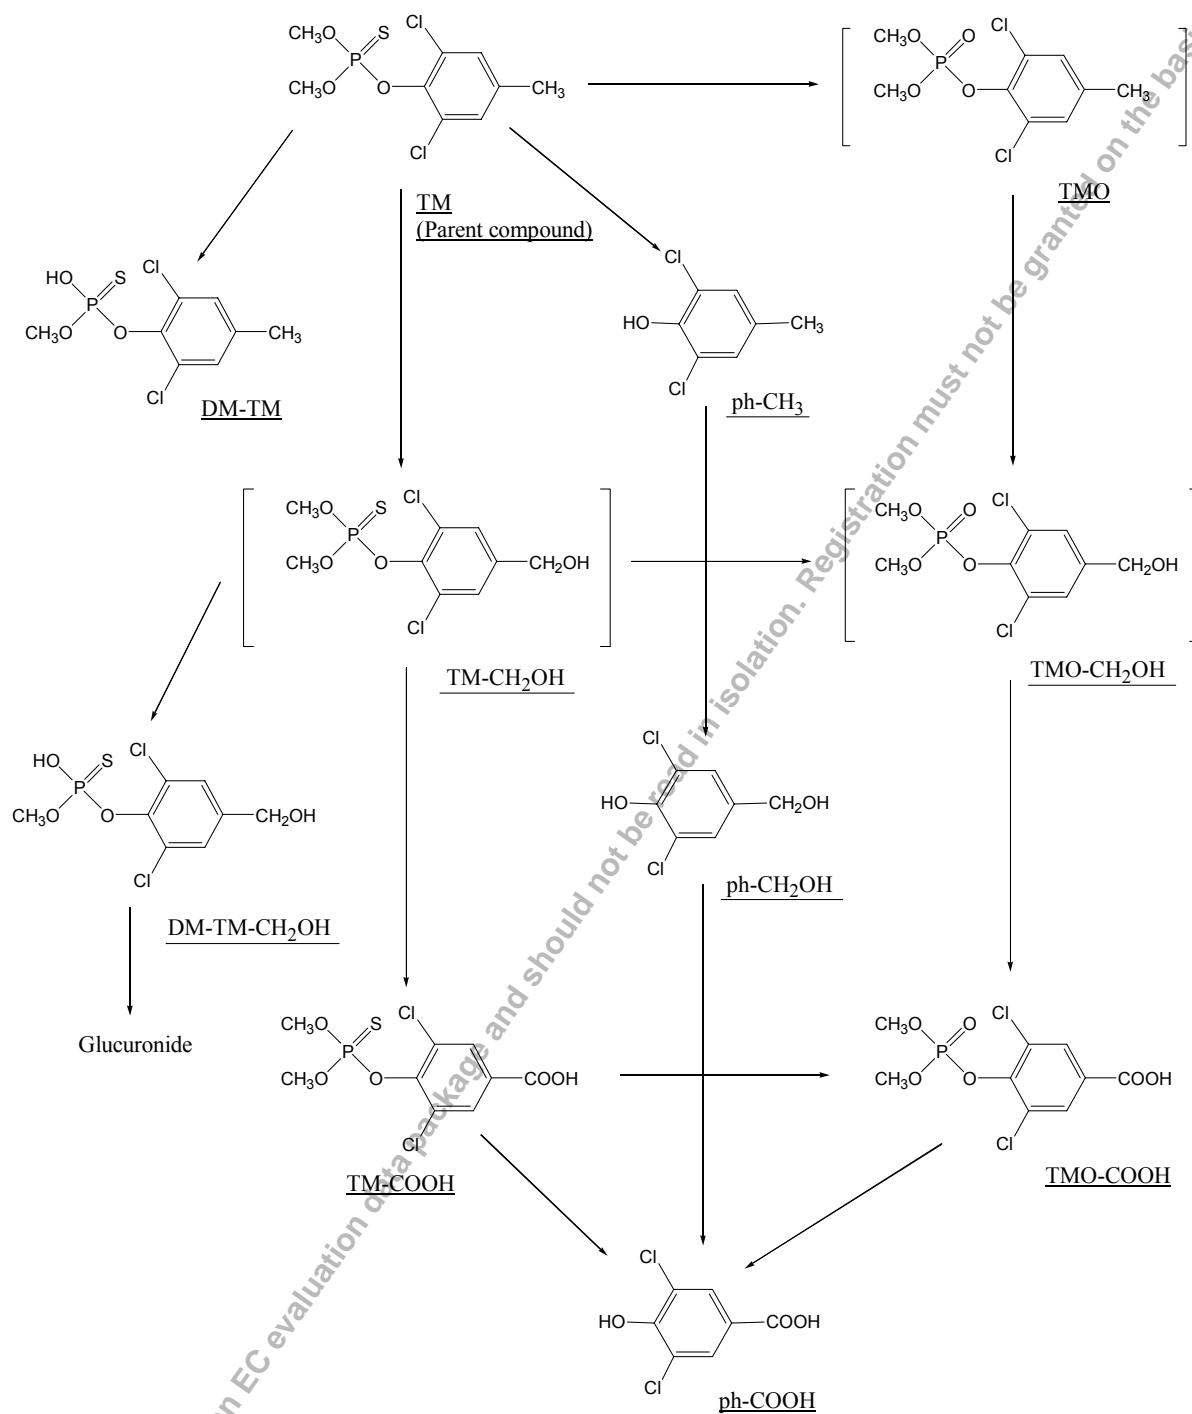 CH3O S Cl
P
CH3O O CH3
Cl
TM
(Parent compound)
CH3O O Cl
P
CH3O O CH3
Cl
TMO
HO S Cl
P
CH3O O CH3
Cl
DM-TM
Cl
HO CH3
Cl
ph-CH3
CH3O S Cl
P
CH3O O CH2OH
Cl
TM-CH2OH
CH3O O Cl
P
CH3O O CH2OH
Cl
TMO-CH2OH
HO S Cl
P
CH3O O CH2OH
Cl
DM-TM-CH2OH
Glucuronide
Cl
HO CH2OH
Cl
ph-CH2OH
CH3O S Cl
P
CH3O O COOH
Cl
TM-COOH
CH3O O Cl
P
CH3O O COOH
Cl
TMO-COOH
Cl
HO COOH
Cl
ph-COOH
EC evaluation data package and should not be read in isolation. Registration must not be granted on the